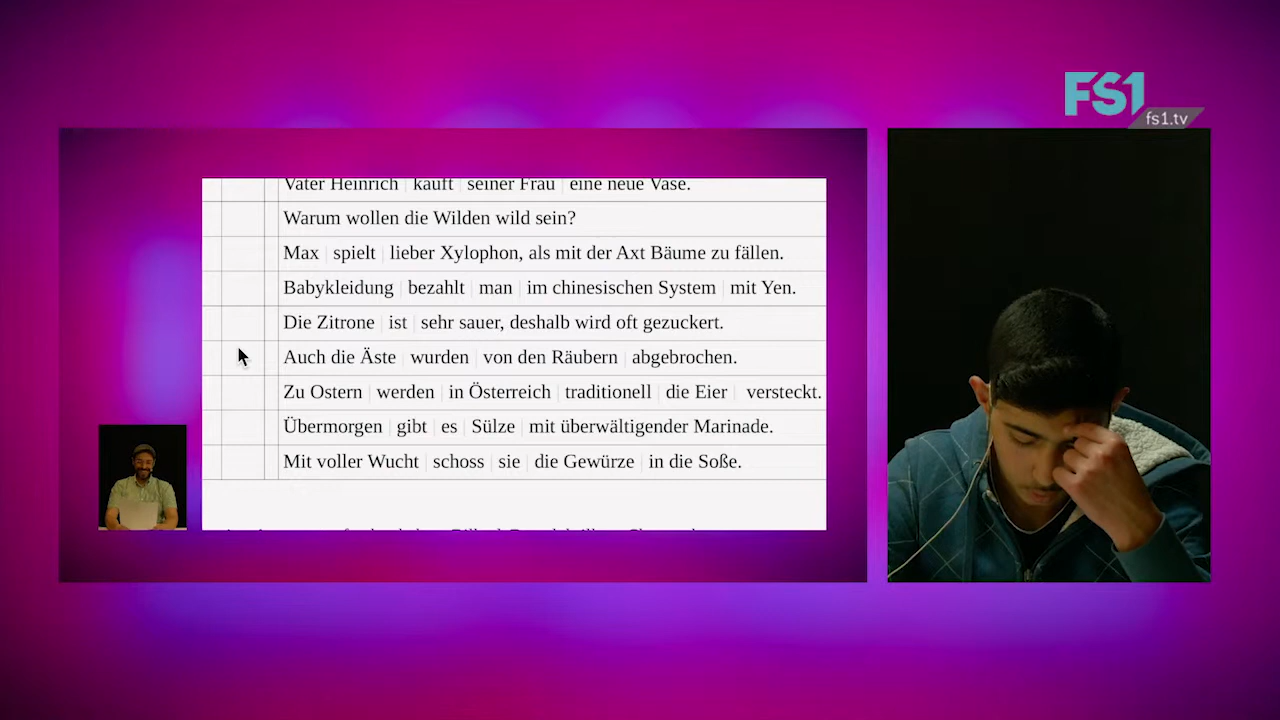 FS1
fs1.tv
Vater Heinrich kauft seiner Frau eine neue Vase.
Warum wollen die Wilden wild sein?
Max spielt lieber Xylophon, als mit der Axt Bäume zu fällen.
Babykleidung bezahlt man im chinesischen System mit Yen.
Die Zitrone ist sehr sauer, deshalb wird oft gezuckert.
Auch die Äste wurden von den Räubern abgebrochen.
Zu Ostern werden in Österreich traditionell die Eier versteckt.
Übermorgen gibt es Sülze mit überwältigender Marinade.
Mit voller Wucht schoss sie die Gewürze in die Soße.